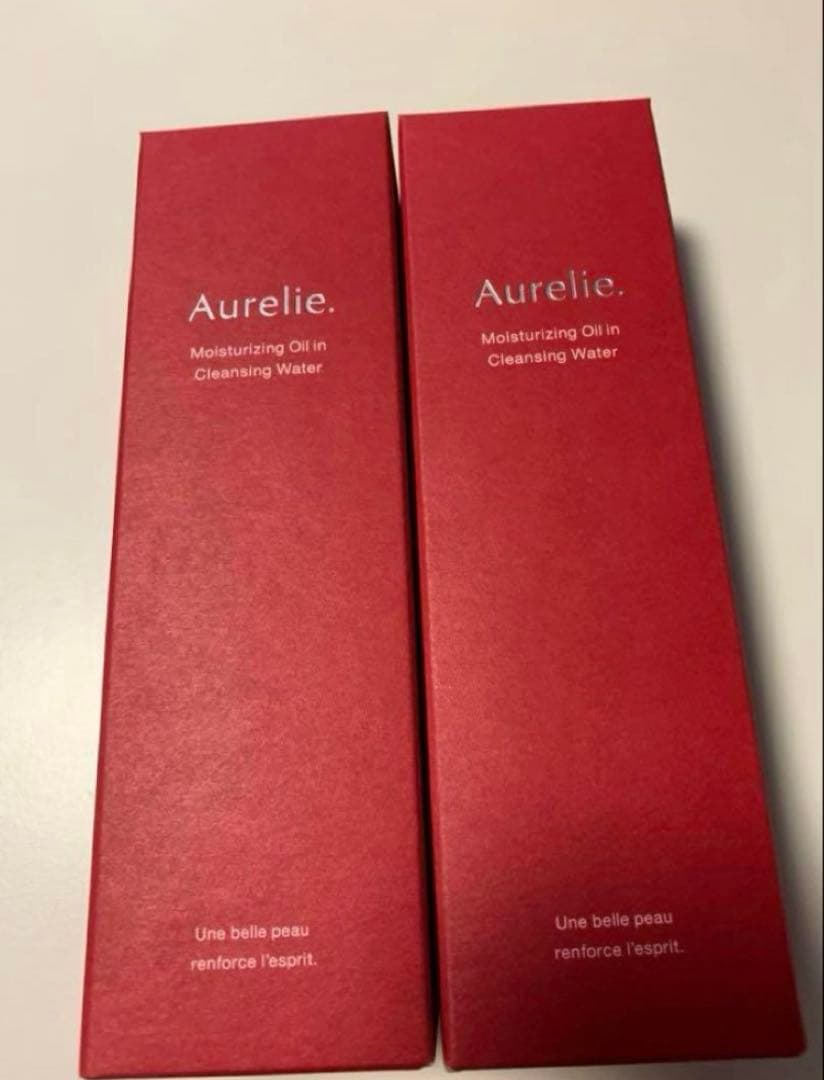 Aurelie.
Moisturizing Oil in
Cleansing Water
Une belle peau
renforce l'esprit.
Aurelie.
Moisturizing Oil in
Cleansing Water
Une belle peau
renforce l'esprit.